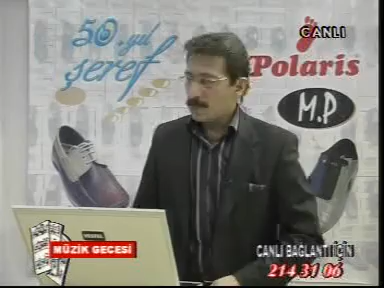 50.yıl
şeref
CANLI
Polaris
M.P
MÜZİK GECESİ
CANLI BAĞLANTI İÇİN
214 31 06